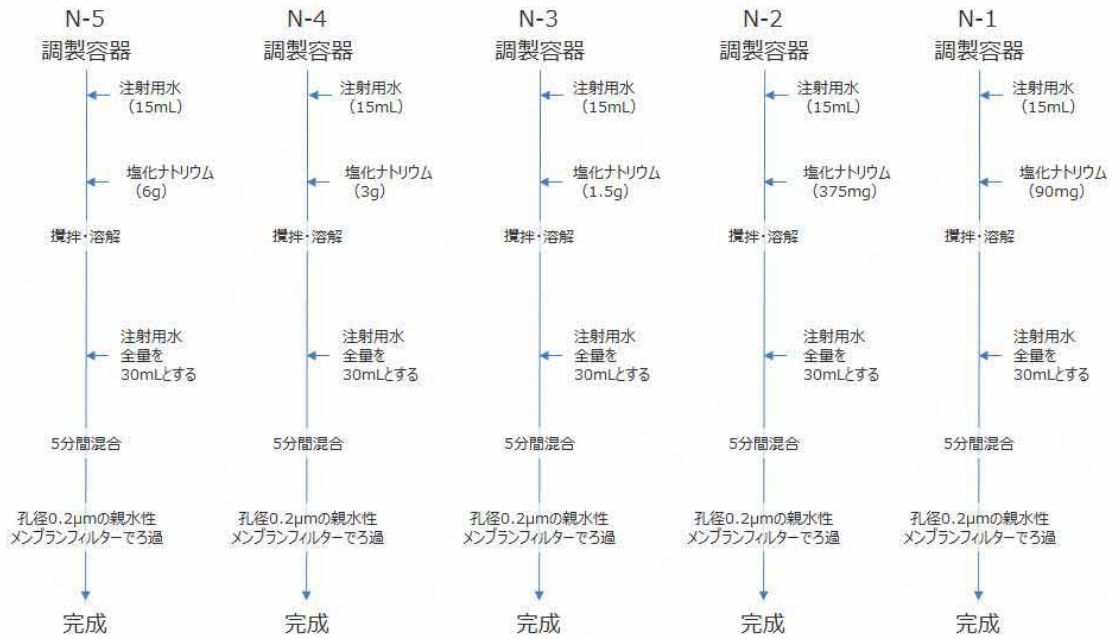 N-5
調製容器
注射用水
（15mL）
塩化ナトリウム
（6g）
攪拌・溶解
注射用水
全量を
30mLとする
5分間混合
孔径0.2μmの親水性
メンブランフィルターでろ過
完成
N-4
調製容器
注射用水
（15mL）
塩化ナトリウム
（3g）
攪拌・溶解
注射用水
全量を
30mLとする
5分間混合
孔径0.2μmの親水性
メンブランフィルターでろ過
完成
N-3
調製容器
注射用水
（15mL）
塩化ナトリウム
（1.5g）
攪拌・溶解
注射用水
全量を
30mLとする
5分間混合
孔径0.2μmの親水性
メンブランフィルターでろ過
完成
N-2
調製容器
注射用水
（15mL）
塩化ナトリウム
（375mg）
攪拌・溶解
注射用水
全量を
30mLとする
5分間混合
孔径0.2μmの親水性
メンブランフィルターでろ過
完成
N-1
調製容器
注射用水
（15mL）
塩化ナトリウム
（90mg）
攪拌・溶解
注射用水
全量を
30mLとする
5分間混合
孔径0.2μmの親水性
メンブランフィルターでろ過
完成